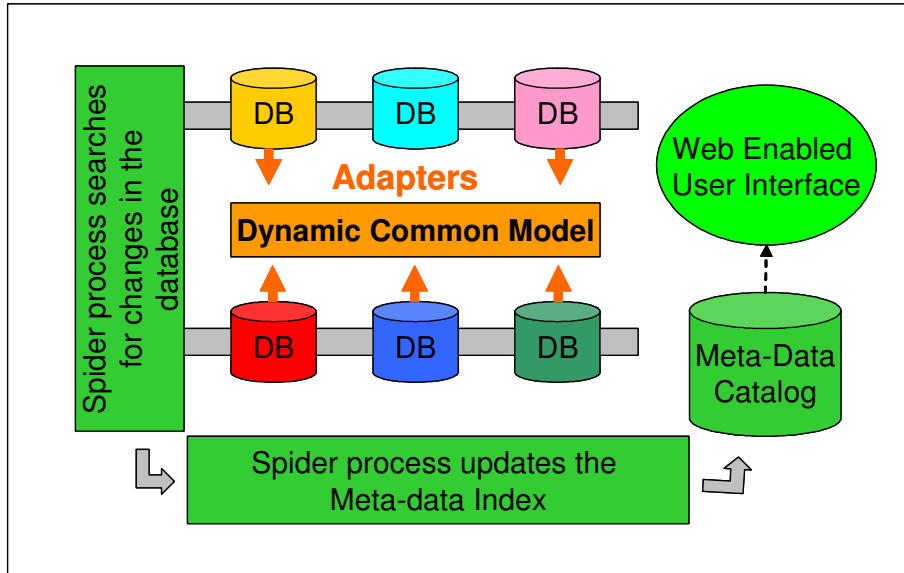 Spider process searches
for changes in the
database
DB
DB
DB
Adapters
Dynamic Common Model
DB
DB
DB
Web Enabled
User Interface
Meta-Data
Catalog
Spider process updates the
Meta-data Index